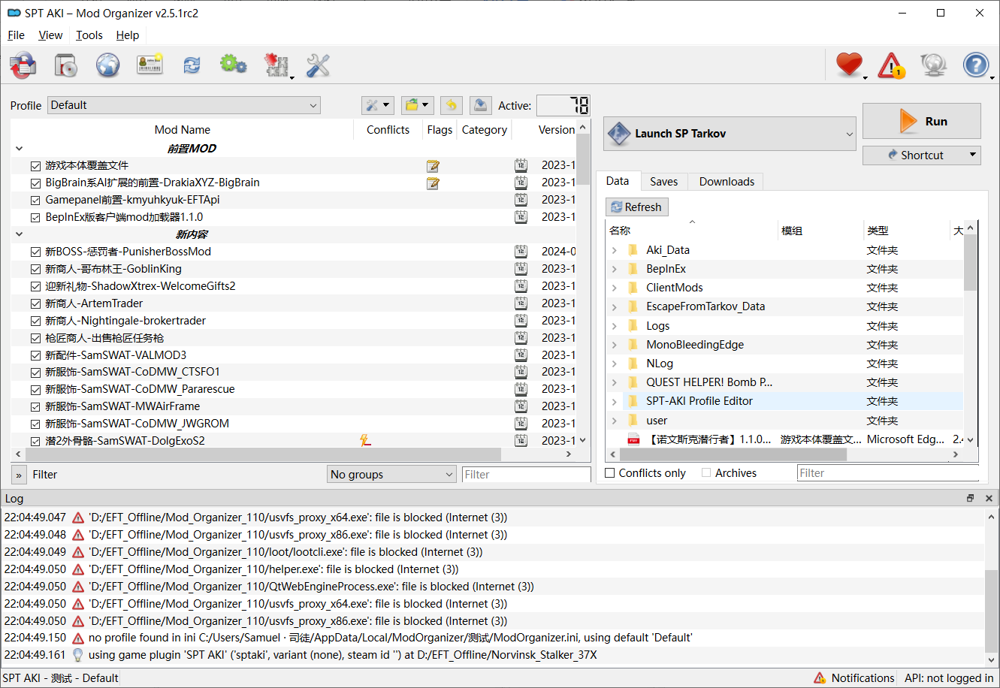 SPT AKI – Mod Organizer v2.5.1rc2
File View Tools Help
1
Profile Default Active: 78
Mod Name Conflicts Flags Category Version
前置MOD
游戏本体覆盖文件 2023-1
BigBrain系AI扩展的前置-DrakiaXYZ-BigBrain 2023-1
Gamepanel前置-kmyuhkyuk-EFTApi 2023-1
BepInEx版客户端mod加载器1.1.0 2023-1
新内容
新BOSS-惩罚者-PunisherBossMod 2024-0
新商人-哥布林王-GoblinKing 2023-1
迎新礼物-ShadowXtrex-WelcomeGifts2 2023-1
新商人-ArtemTrader 2023-1
新商人-Nightingale-brokertrader 2023-1
枪匠商人-出售枪匠任务枪 2023-1
新配件-SamSWAT-VALMOD3 2023-1
新服饰-SamSWAT-CoDMW_CTSFO1 2023-1
新服饰-SamSWAT-CoDMW_Pararescue 2023-1
新服饰-SamSWAT-MWAirFrame 2023-1
新服饰-SamSWAT-CoDMW_JWGROM 2023-1
潜2外骨骼-SamSWAT-DolgExoS2 2023-1
» Filter No groups Filter
Launch SP Tarkov
Run
Shortcut
Data Saves Downloads
Refresh
名称 模组 类型 大
Aki_Data 文件夹
BepInEx 文件夹
ClientMods 文件夹
EscapeFromTarkov_Data 文件夹
Logs 文件夹
MonoBleedingEdge 文件夹
NLog 文件夹
QUEST HELPER! Bomb P... 文件夹
SPT-AKI Profile Editor 文件夹
user 文件夹
【诺文斯克潜行者】1.1.0... 游戏本体覆盖文... Microsoft Edg... 2.4
Conflicts only Archives Filter
Log
22:04:49.047 'D:/EFT_Offline/Mod_Organizer_110/usvfs_proxy_x64.exe': file is blocked (Internet (3))
22:04:49.048 'D:/EFT_Offline/Mod_Organizer_110/usvfs_proxy_x86.exe': file is blocked (Internet (3))
22:04:49.049 'D:/EFT_Offline/Mod_Organizer_110/loot/lootcli.exe': file is blocked (Internet (3))
22:04:49.050 'D:/EFT_Offline/Mod_Organizer_110/helper.exe': file is blocked (Internet (3))
22:04:49.050 'D:/EFT_Offline/Mod_Organizer_110/QtWebEngineProcess.exe': file is blocked (Internet (3))
22:04:49.050 'D:/EFT_Offline/Mod_Organizer_110/usvfs_proxy_x64.exe': file is blocked (Internet (3))
22:04:49.050 'D:/EFT_Offline/Mod_Organizer_110/usvfs_proxy_x86.exe': file is blocked (Internet (3))
22:04:49.150 no profile found in ini C:/Users/Samuel · 司徒/AppData/Local/ModOrganizer/测试/ModOrganizer.ini, using default 'Default'
22:04:49.161 using game plugin 'SPT AKI' ('sptaki', variant (none), steam id '') at D:/EFT_Offline/Norvinsk_Stalker_37X
SPT AKI - 测试 - Default Notifications API: not logged in